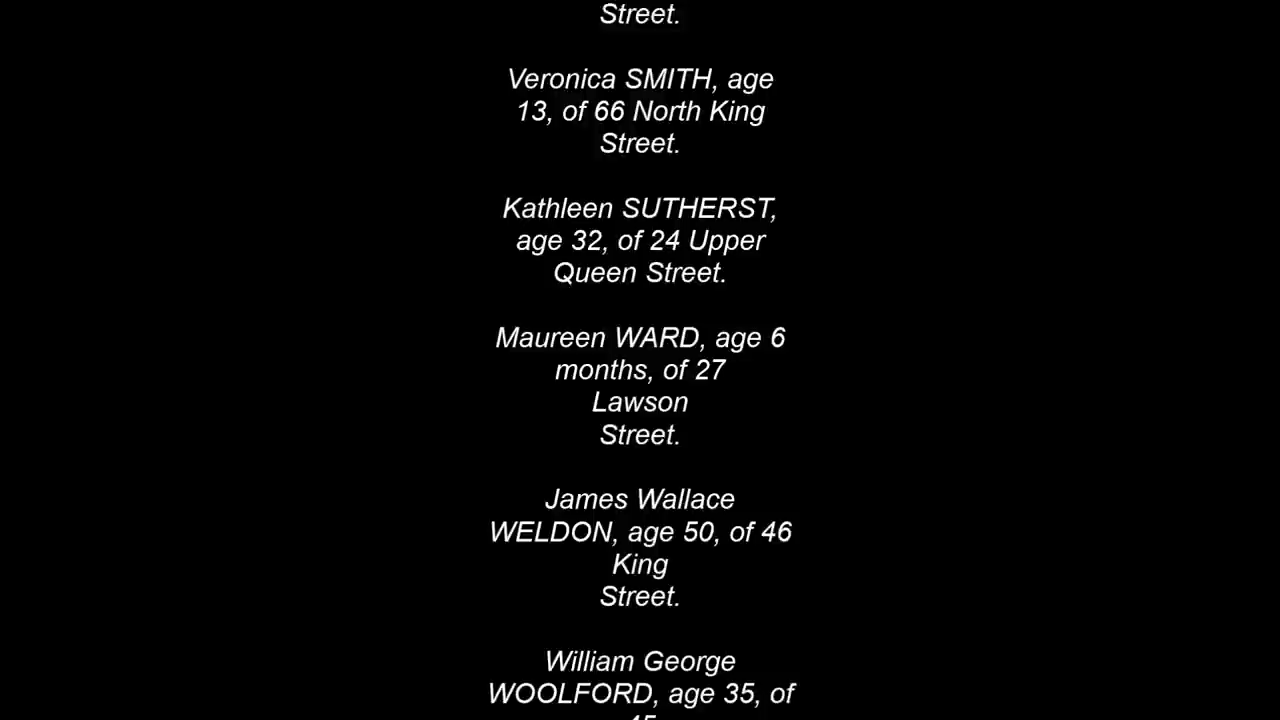 Street.
Veronica SMITH, age
13, of 66 North King
Street.
Kathleen SUTHERST,
age 32, of 24 Upper
Queen Street.
Maureen WARD, age 6
months, of 27
Lawson
Street.
James Wallace
WELDON, age 50, of 46
King
Street.
William George
WOOLFORD, age 35, of